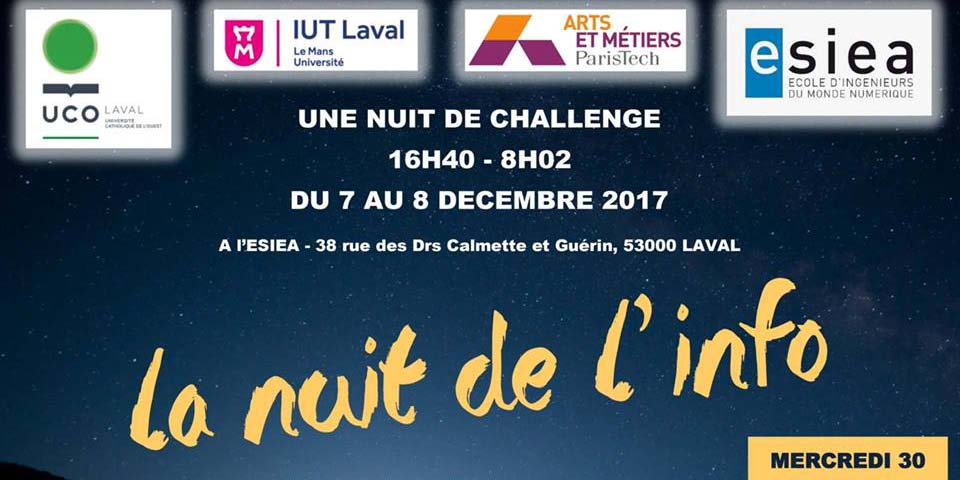 UCO LAVAL
UNIVERSITÉ
CATHOLIQUE DE L'OUEST
IUT Laval
Le Mans
Université
ARTS
ET MÉTIERS
ParisTech
esiea
ECOLE D'INGENIEURS
DU MONDE NUMERIQUE
UNE NUIT DE CHALLENGE
16H40 - 8H02
DU 7 AU 8 DECEMBRE 2017
A l'ESIEA - 38 rue des Drs Calmette et Guérin, 53000 LAVAL
La nuit de l'info
MERCREDI 30